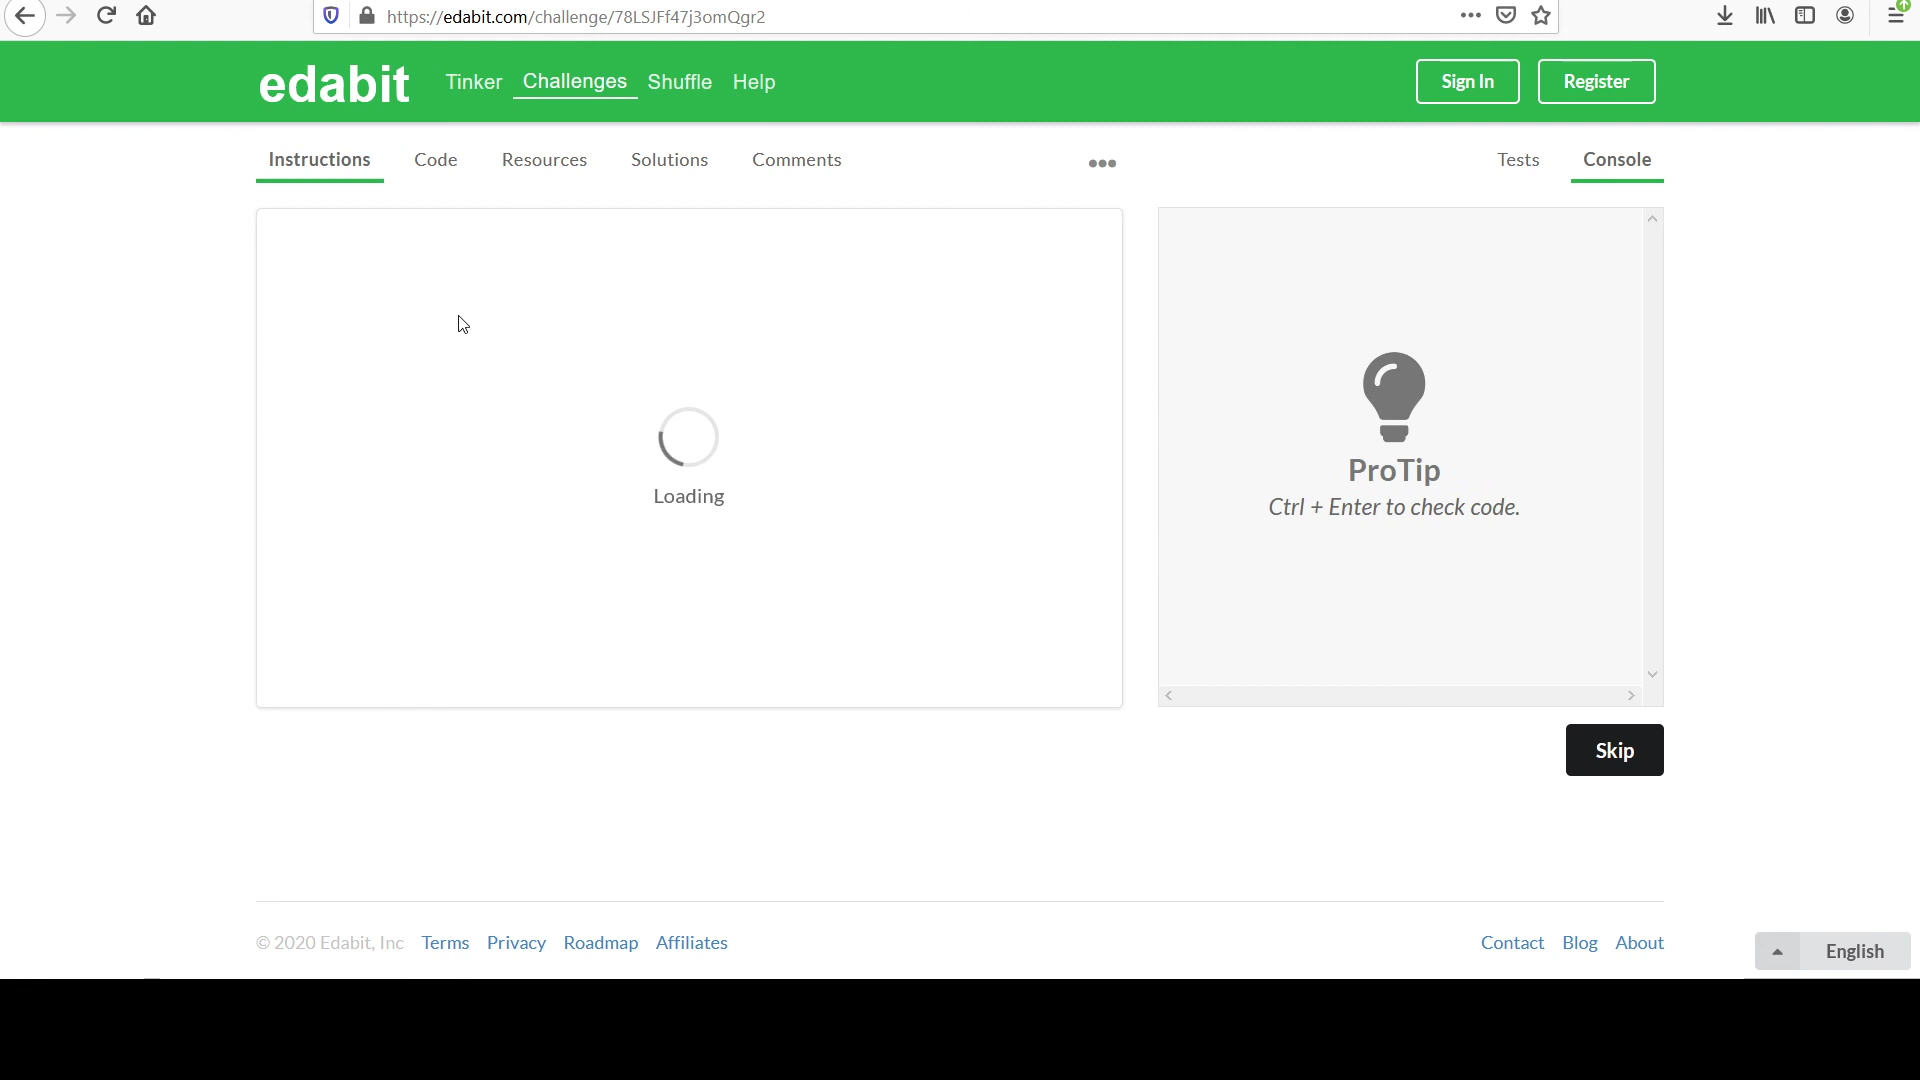 https://edabit.com/challenge/78LSJFf47j3omQgr2
edabit Tinker Challenges Shuffle Help Sign In Register
Instructions Code Resources Solutions Comments Tests Console
Loading
ProTip
Ctrl + Enter to check code.
Skip
© 2020 Edabit, Inc Terms Privacy Roadmap Affiliates Contact Blog About
English